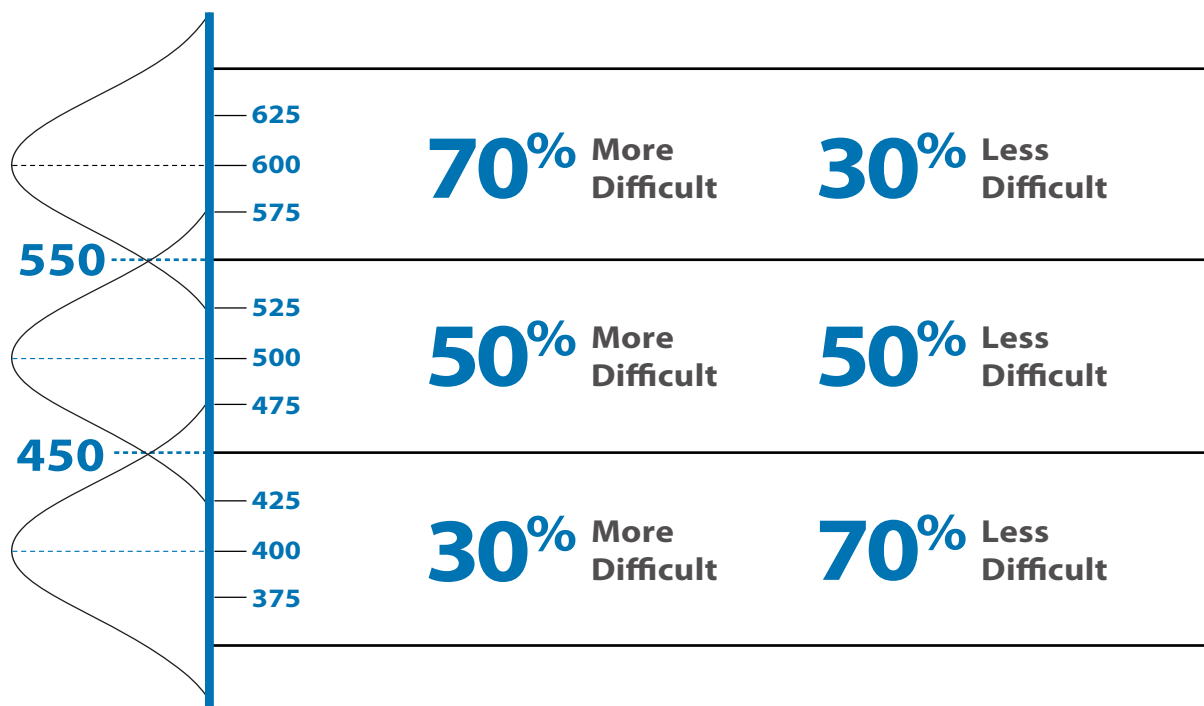 625
600
575
70% More
Difficult
30% Less
Difficult
550
525
500
475
50% More
Difficult
50% Less
Difficult
450
425
400
375
30% More
Difficult
70% Less
Difficult